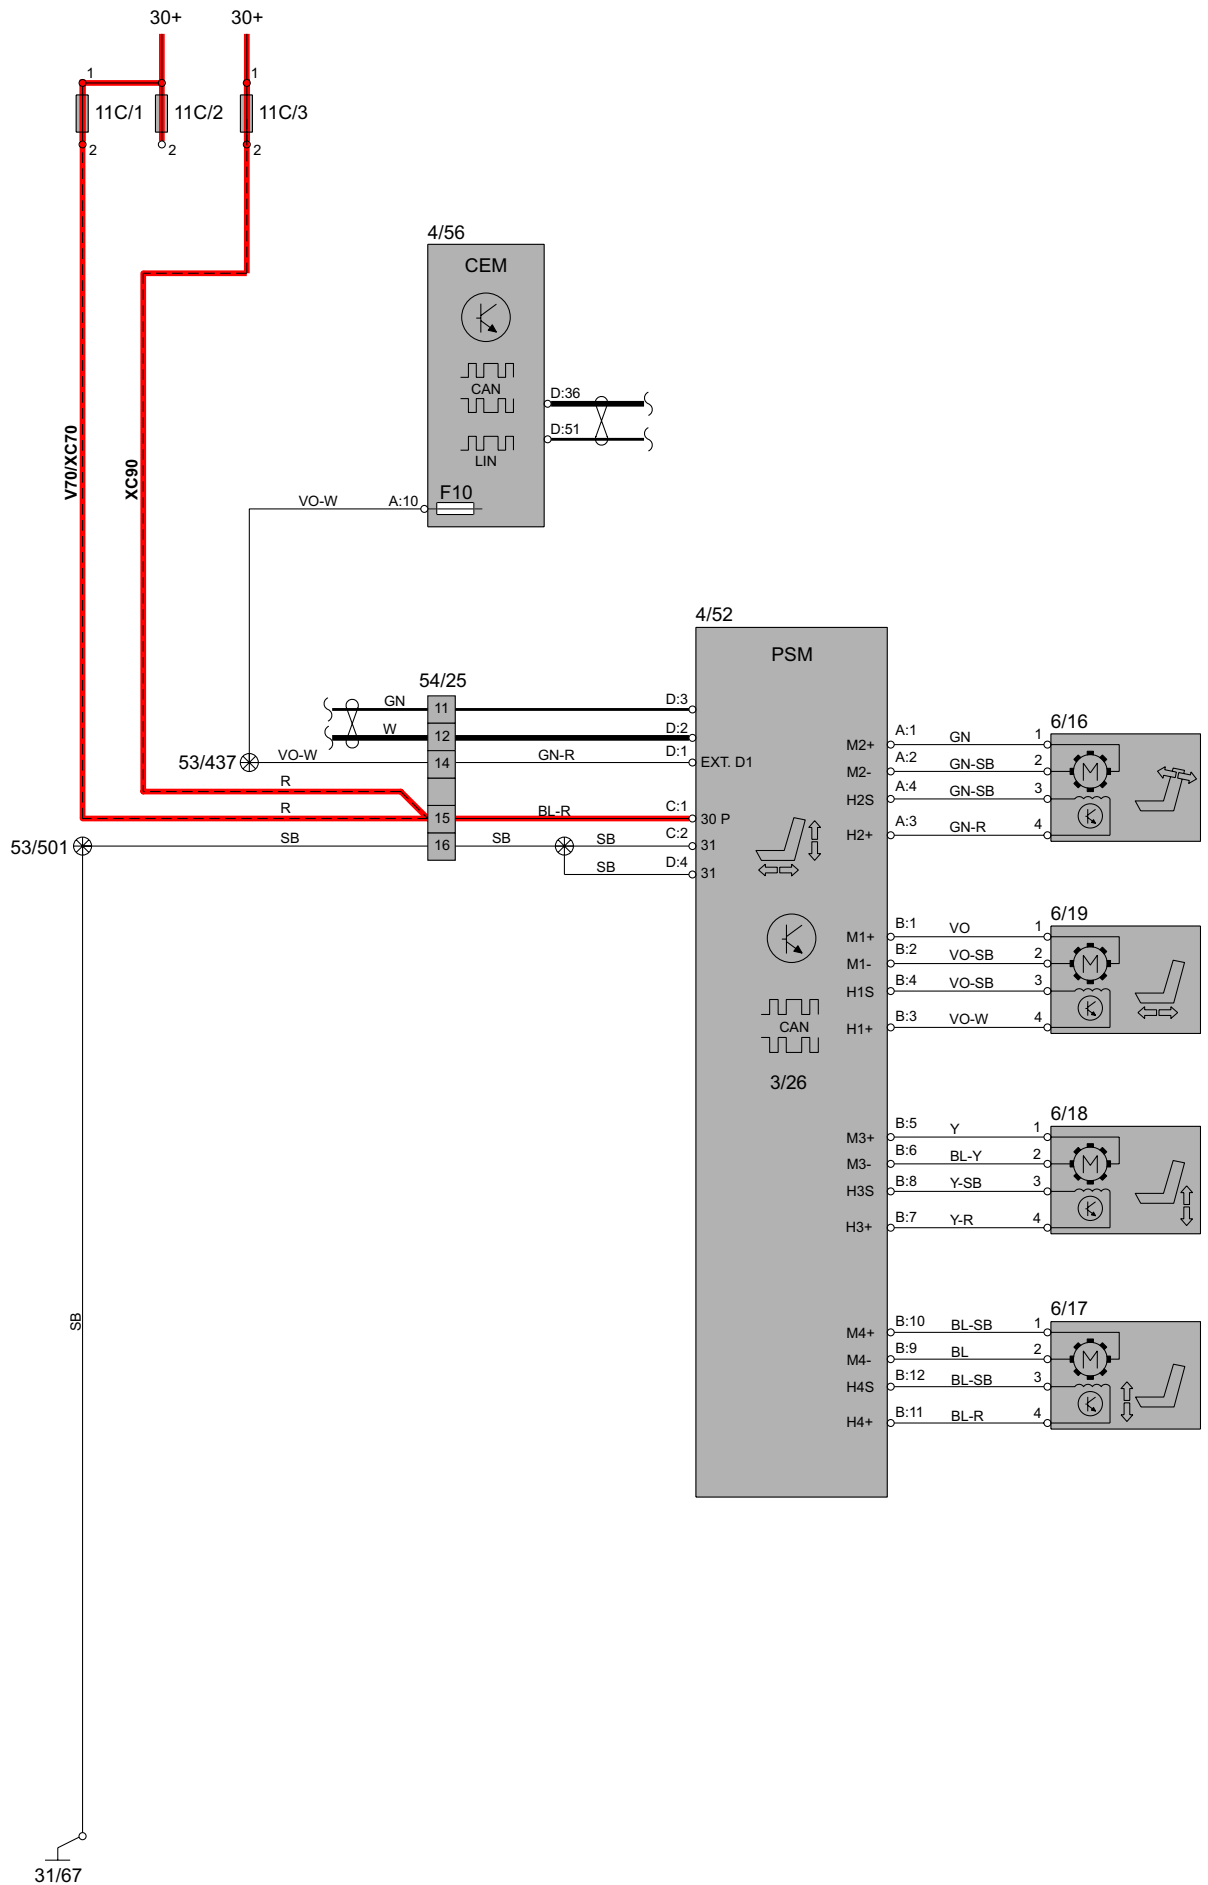 30+ 30+
1 1
11C/1 11C/2 11C/3
2 2 2
4/56
CEM
CAN
D:36
D:51
LIN
V70/XC70
XC90
F10
VO-W A:10
4/52
PSM
54/25
GN 11 D:3
W 12 D:2
53/437 VO-W 14 GN-R D:1 EXT. D1
R
R 15 BL-R C:1 30 P
53/501 SB 16 SB SB C:2 31
SB D:4 31
6/16
M2+ A:1 GN 1
M2- A:2 GN-SB 2 M
H2S A:4 GN-SB 3
H2+ A:3 GN-R 4
6/19
M1+ B:1 VO 1
M1- B:2 VO-SB 2 M
H1S B:4 VO-SB 3
H1+ B:3 VO-W 4
CAN
3/26
6/18
M3+ B:5 Y 1
M3- B:6 BL-Y 2 M
H3S B:8 Y-SB 3
H3+ B:7 Y-R 4
6/17
M4+ B:10 BL-SB 1
M4- B:9 BL 2 M
H4S B:12 BL-SB 3
H4+ B:11 BL-R 4
SB
31/67